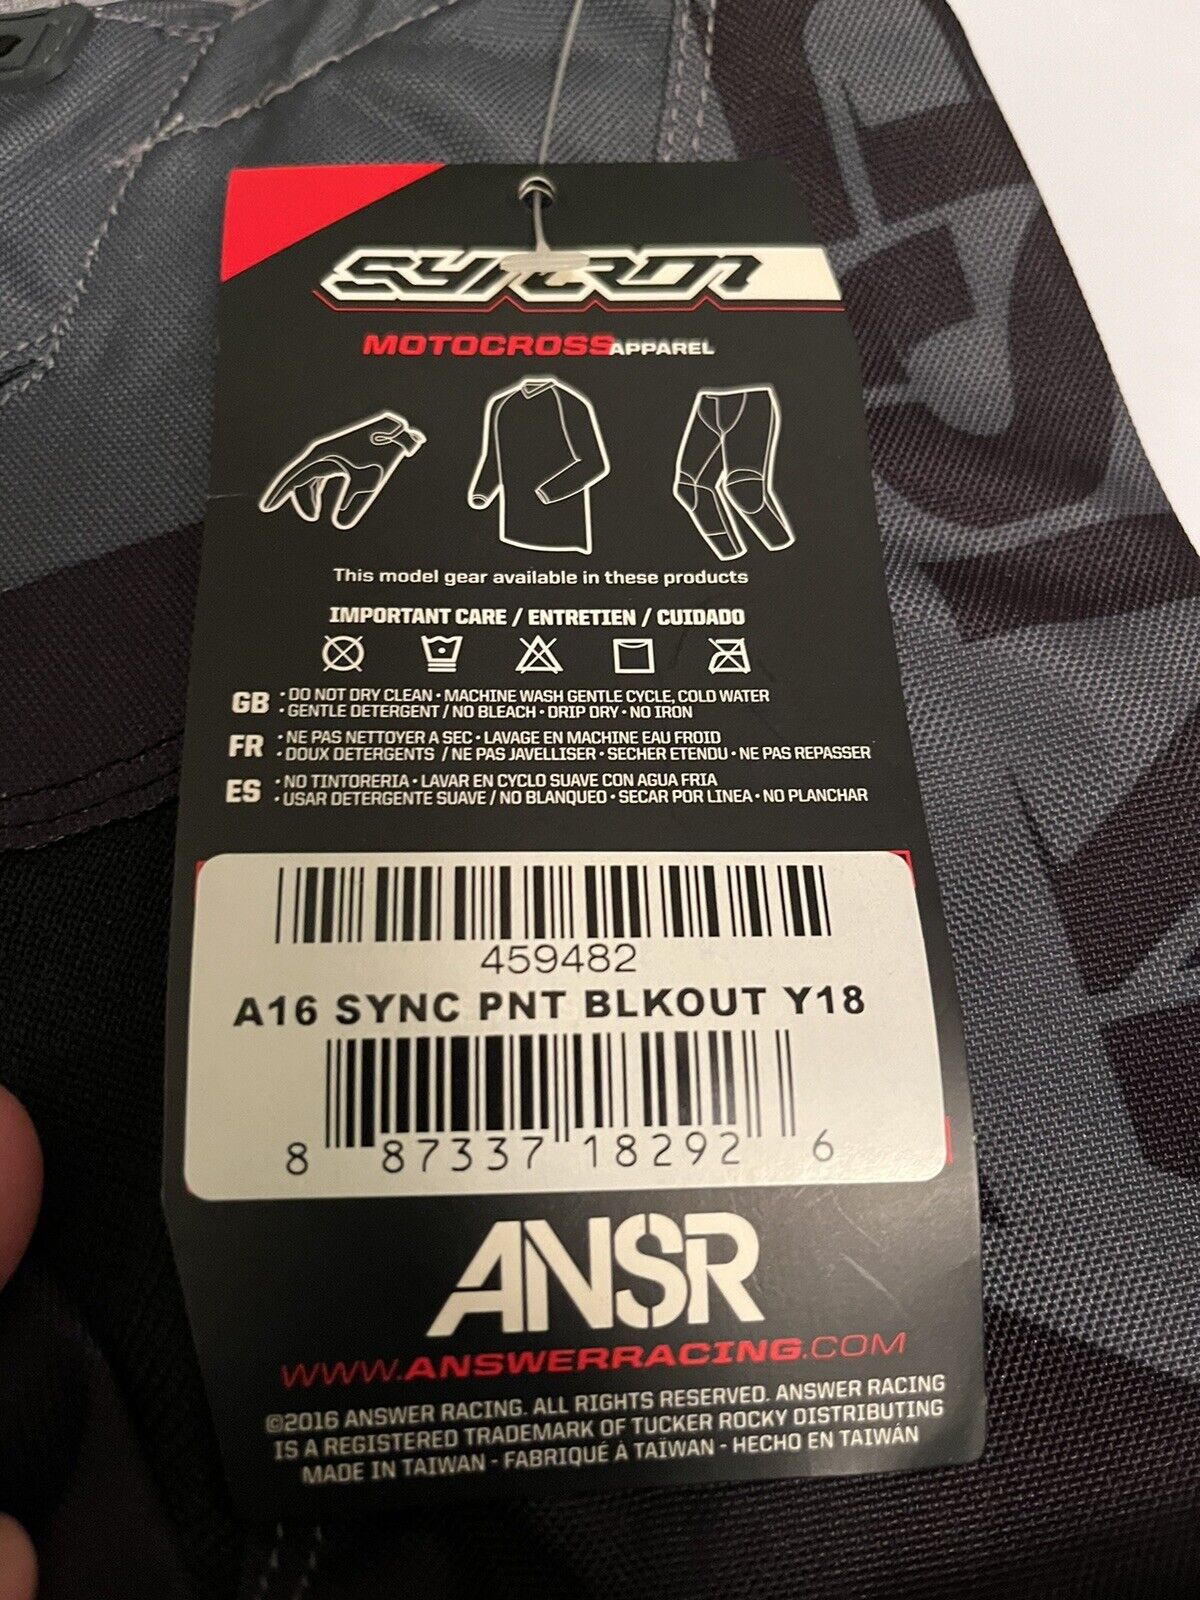 SYNCRON
MOTOCROSS APPAREL
This model gear available in these products
IMPORTANT CARE / ENTRETIEN / CUIDADO
GB • DO NOT DRY CLEAN • MACHINE WASH GENTLE CYCLE, COLD WATER
• GENTLE DETERGENT / NO BLEACH • DRIP DRY • NO IRON
FR • NE PAS NETTOYER A SEC • LAVAGE EN MACHINE EAU FROID
• DOUX DETERGENTS / NE PAS JAVELLISER • SECHER ETENDU • NE PAS REPASSER
ES • NO TINTORERIA • LAVAR EN CYCLO SUAVE CON AGUA FRIA
• USAR DETERGENTE SUAVE / NO BLANQUEO • SECAR POR LINEA • NO PLANCHAR
459482
A16 SYNC PNT BLKOUT Y18
8 87337 18292 6
ANSR
WWW.ANSWERRACING.COM
©2016 ANSWER RACING. ALL RIGHTS RESERVED. ANSWER RACING
IS A REGISTERED TRADEMARK OF TUCKER ROCKY DISTRIBUTING
MADE IN TAIWAN - FABRIQUÉ À TAÏWAN - HECHO EN TAIWÁN